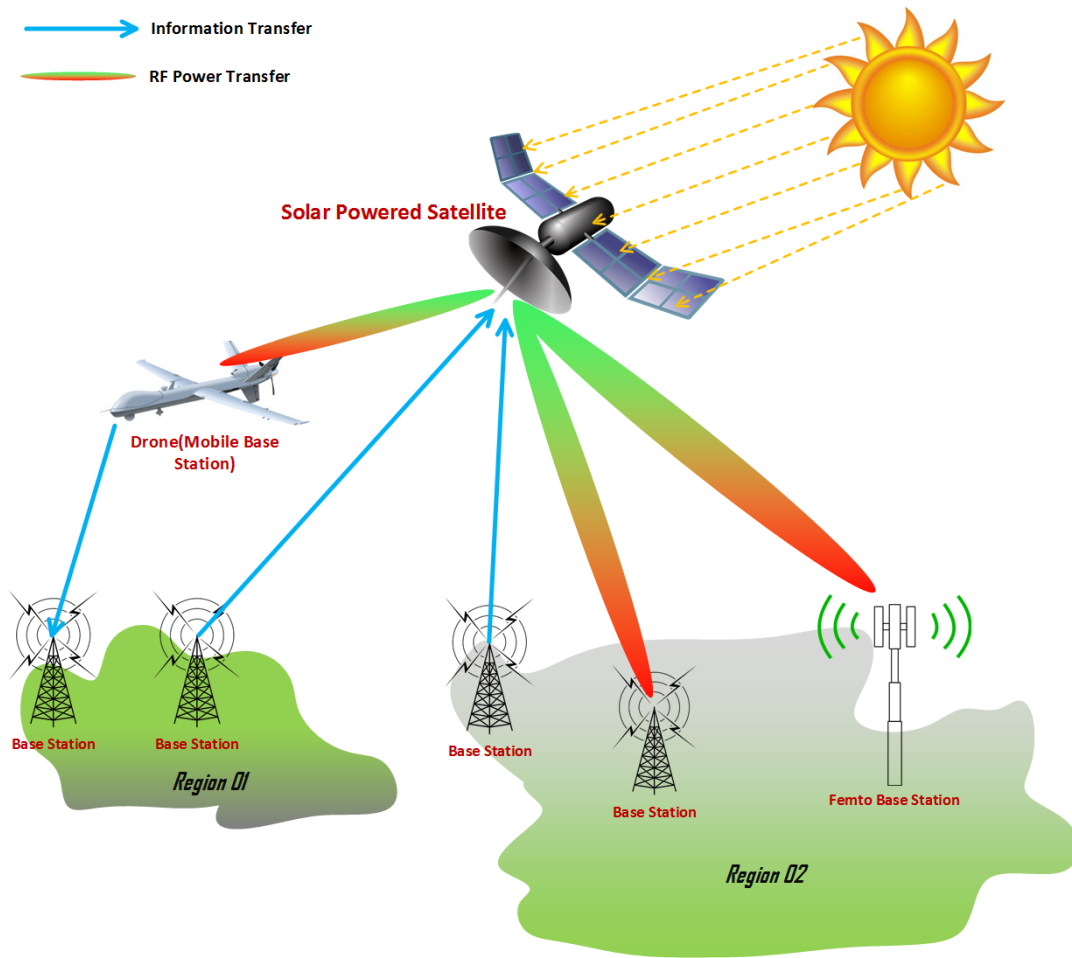 Information Transfer
RF Power Transfer
Solar Powered Satellite
Drone(Mobile Base
Station)
Base Station
Base Station
Region 01
Base Station
Base Station
Femto Base Station
Region 02